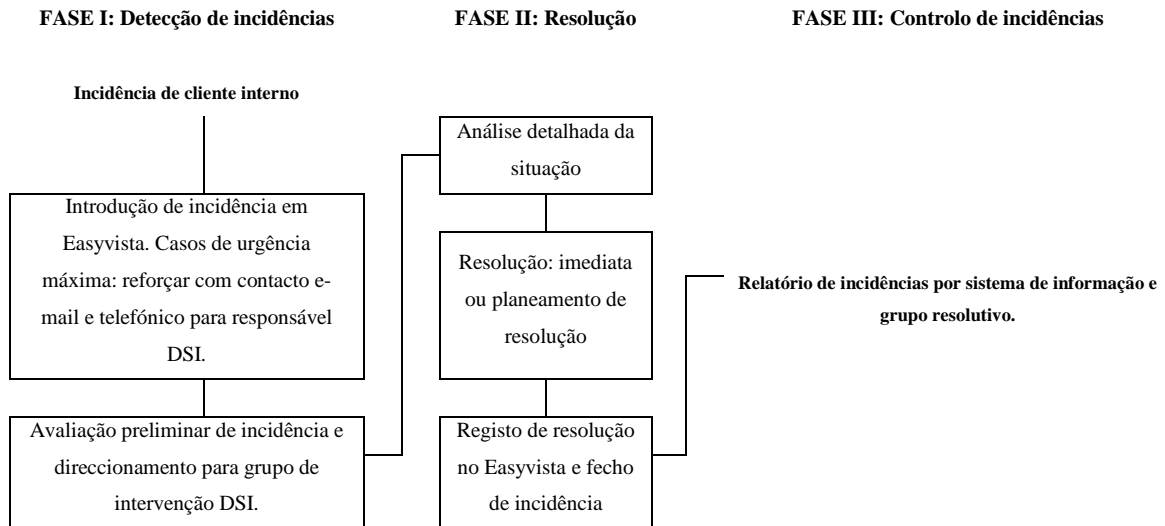 FASE I: Detecção de incidências
FASE II: Resolução
FASE III: Controlo de incidências
Incidência de cliente interno
Introdução de incidência em
Easyvista. Casos de urgência
máxima: reforçar com contacto e-
mail e telefónico para responsável
DSI.
Avaliação preliminar de incidência e
direccionamento para grupo de
intervenção DSI.
Análise detalhada da
situação
Resolução: imediata
ou planeamento de
resolução
Registo de resolução
no Easyvista e fecho
de incidência
Relatório de incidências por sistema de informação e
grupo resolutivo.